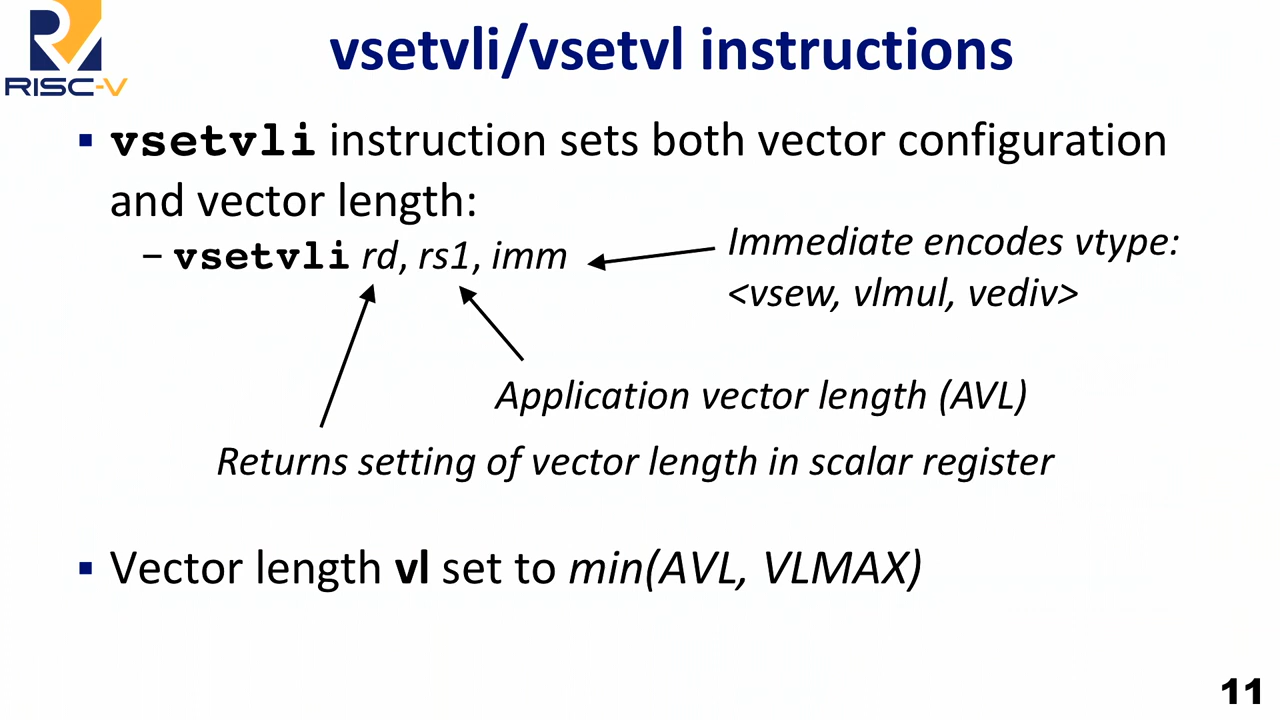 RISC-V
vsetvli/vsetvl instructions
▪ vsetvli instruction sets both vector configuration
and vector length:
– vsetvli rd, rs1, imm
Immediate encodes vtype:
<vsew, vlmul, vediv>
Application vector length (AVL)
Returns setting of vector length in scalar register
▪ Vector length vl set to min(AVL, VLMAX)
11